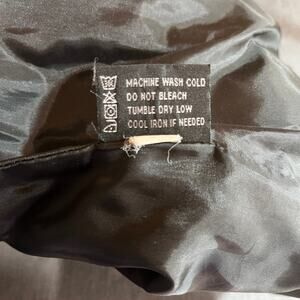 MACHINE WASH COLD
DO NOT BLEACH
TUMBLE DRY LOW
COOL IRON IF NEEDED